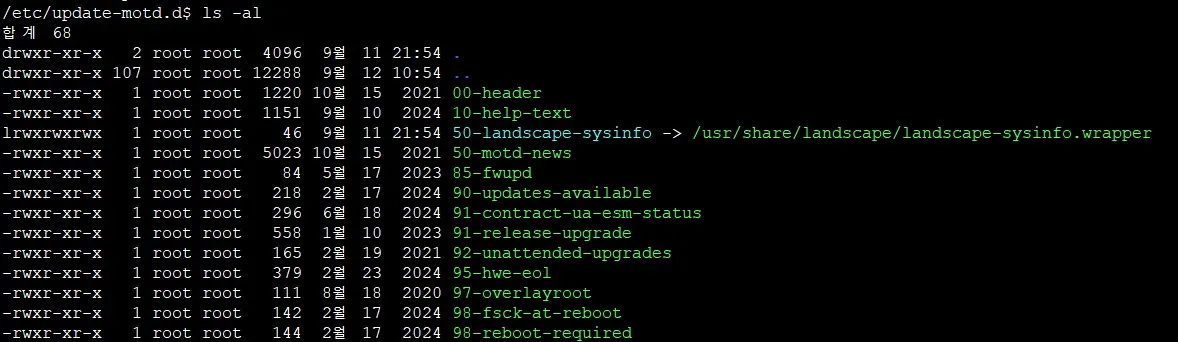 /etc/update-motd.d$ ls -al
합계 68
drwxr-xr-x 2 root root 4096 9월 11 21:54 .
drwxr-xr-x 107 root root 12288 9월 12 10:54 ..
-rwxr-xr-x 1 root root 1220 10월 15 2021 00-header
-rwxr-xr-x 1 root root 1151 9월 10 2024 10-help-text
lrwxrwxrwx 1 root root 46 9월 11 21:54 50-landscape-sysinfo -> /usr/share/landscape/landscape-sysinfo.wrapper
-rwxr-xr-x 1 root root 5023 10월 15 2021 50-motd-news
-rwxr-xr-x 1 root root 84 5월 17 2023 85-fwupd
-rwxr-xr-x 1 root root 218 2월 17 2024 90-updates-available
-rwxr-xr-x 1 root root 296 6월 18 2024 91-contract-ua-esm-status
-rwxr-xr-x 1 root root 558 1월 10 2023 91-release-upgrade
-rwxr-xr-x 1 root root 165 2월 19 2021 92-unattended-upgrades
-rwxr-xr-x 1 root root 379 2월 23 2024 95-hwe-eol
-rwxr-xr-x 1 root root 111 8월 18 2020 97-overlayroot
-rwxr-xr-x 1 root root 142 2월 17 2024 98-fsck-at-reboot
-rwxr-xr-x 1 root root 144 2월 17 2024 98-reboot-required